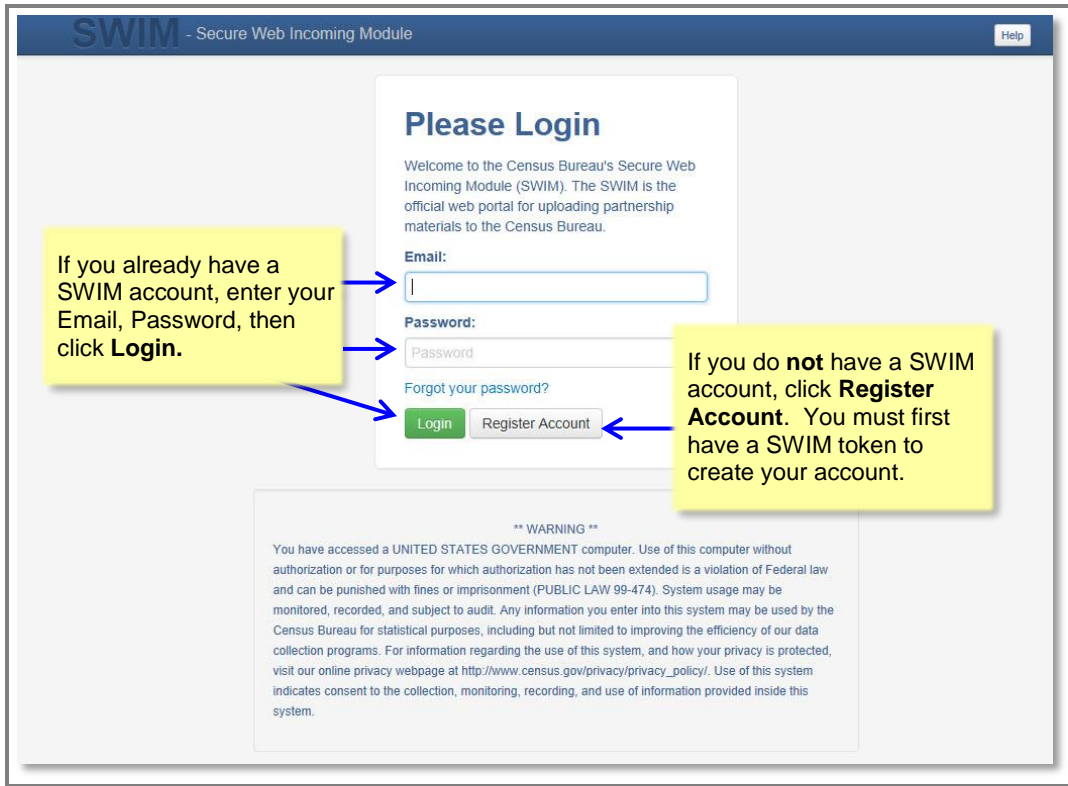 SWIM - Secure Web Incoming Module
Help
Please Login
Welcome to the Census Bureau's Secure Web
Incoming Module (SWIM). The SWIM is the
official web portal for uploading partnership
materials to the Census Bureau.
Email:
Password:
Password
Forgot your password?
Login
Register Account
If you already have a
SWIM account, enter your
Email, Password, then
click Login.
If you do not have a SWIM
account, click Register
Account. You must first
have a SWIM token to
create your account.
** WARNING **
You have accessed a UNITED STATES GOVERNMENT computer. Use of this computer without
authorization or for purposes for which authorization has not been extended is a violation of Federal law
and can be punished with fines or imprisonment (PUBLIC LAW 99-474). System usage may be
monitored, recorded, and subject to audit. Any information you enter into this system may be used by the
Census Bureau for statistical purposes, including but not limited to improving the efficiency of our data
collection programs. For information regarding the use of this system, and how your privacy is protected,
visit our online privacy webpage at http://www.census.gov/privacy/privacy_policy/. Use of this system
indicates consent to the collection, monitoring, recording, and use of information provided inside this
system.